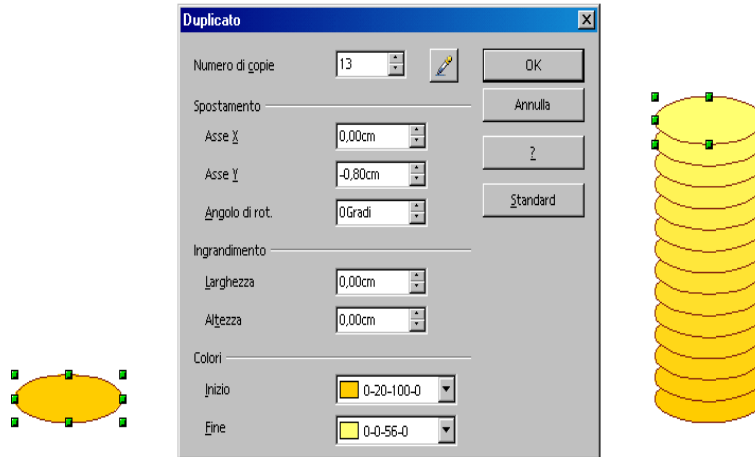 Duplicato
Numero di copie 13
OK
Spostamento
Annulla
Asse X 0,00cm
?
Asse Y -0,80cm
Standard
Angolo di rot. 0Gradi
Ingrandimento
Larghezza 0,00cm
Altezza 0,00cm
Colori
Inizio 0-20-100-0
Fine 0-0-56-0